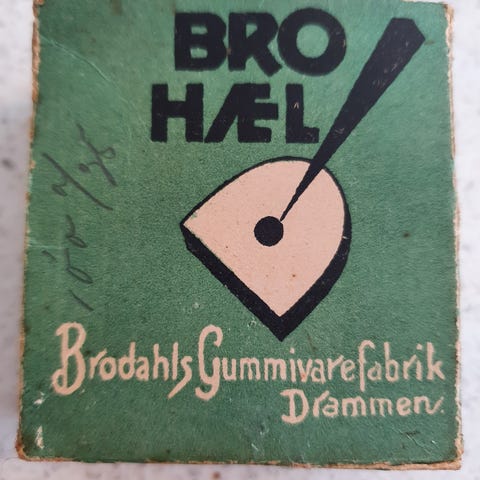 BRO
HÆL
Brodahls Gummivarefabrik
Drammen.